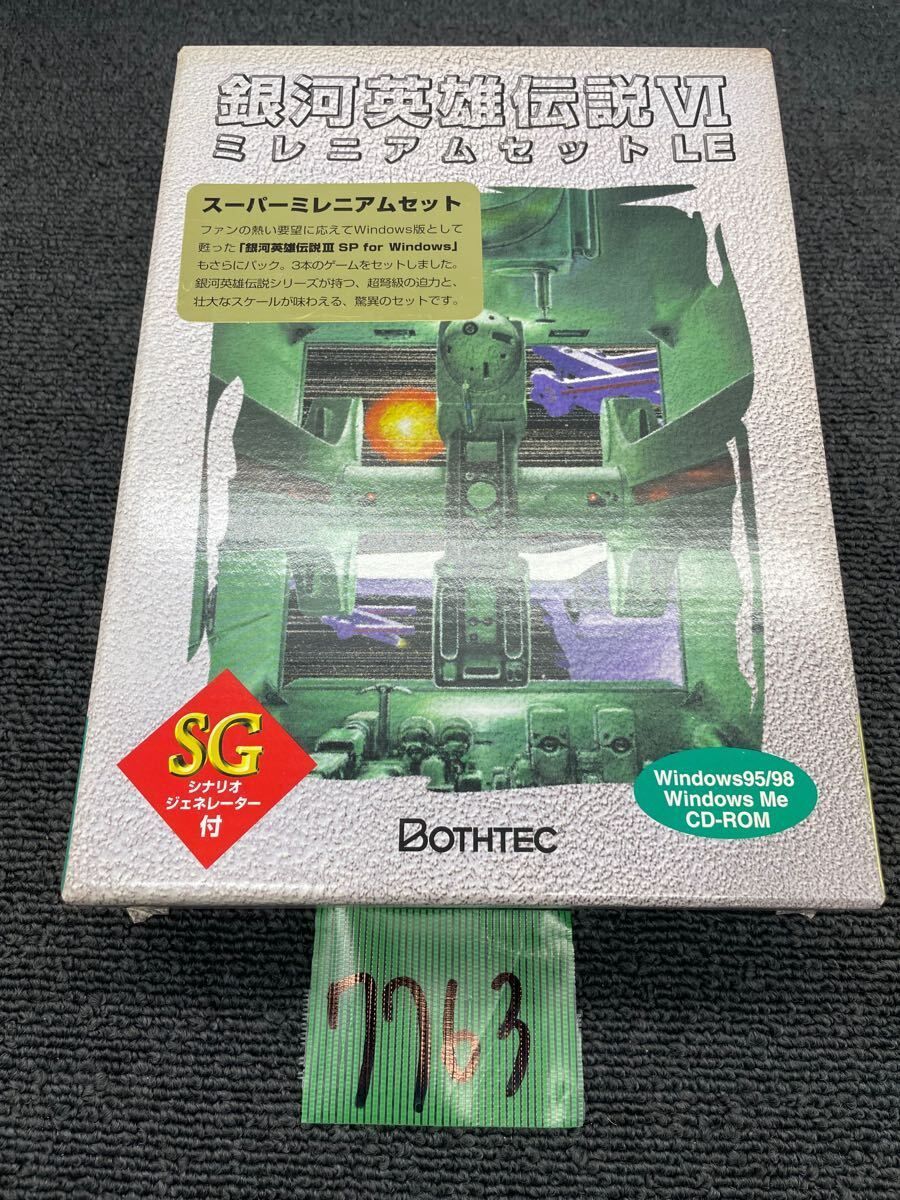 銀河英雄伝説Ⅵ
ミレニアムセットLE
スーパーミレニアムセット
ファンの熱い要望に応えてWindows版として
甦った「銀河英雄伝説Ⅲ SP for Windows」
もさらにパック。3本のゲームをセットしました。
銀河英雄伝説シリーズが持つ、超弩級の迫力と、
壮大なスケールが味わえる、驚異のセットです。
SG
シナリオ
ジェネレーター
付
Windows95/98
Windows Me
CD-ROM
BOTHTEC
7763